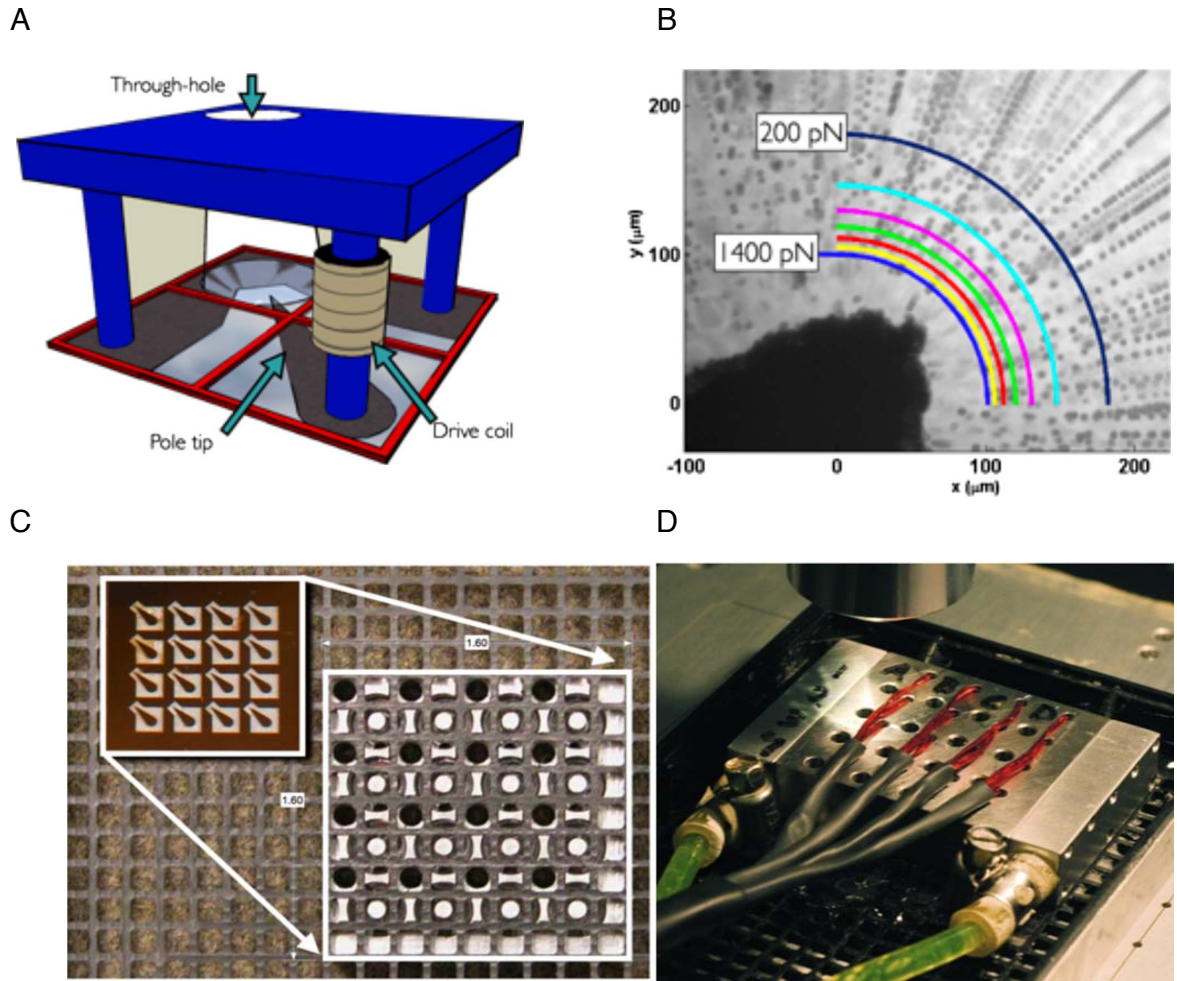 A
Through-hole
Pole tip
Drive coil
B
200
100
0
y (μm)
200 pN
1400 pN
-100
0
100
200
x (μm)
C
1.60
1.60
D
A
D